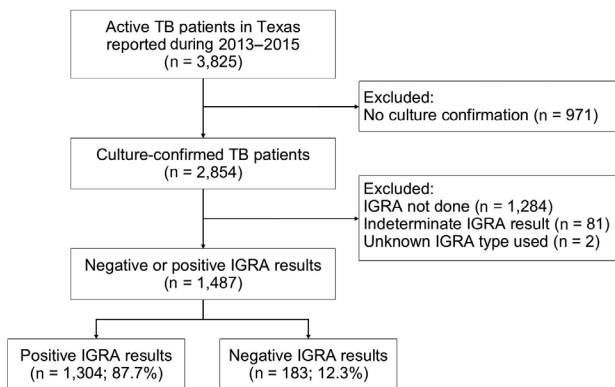 Active TB patients in Texas
reported during 2013–2015
(n = 3,825)
Excluded:
No culture confirmation (n = 971)
Culture-confirmed TB patients
(n = 2,854)
Excluded:
IGRA not done (n = 1,284)
Indeterminate IGRA result (n = 81)
Unknown IGRA type used (n = 2)
Negative or positive IGRA results
(n = 1,487)
Positive IGRA results
(n = 1,304; 87.7%)
Negative IGRA results
(n = 183; 12.3%)